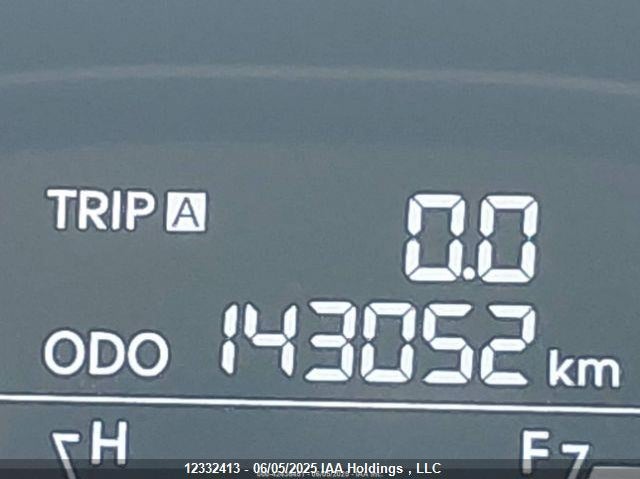 TRIP A 0.0
ODO 143052 km
H F
12332413 - 06/05/2025 IAA Holdings , LLC